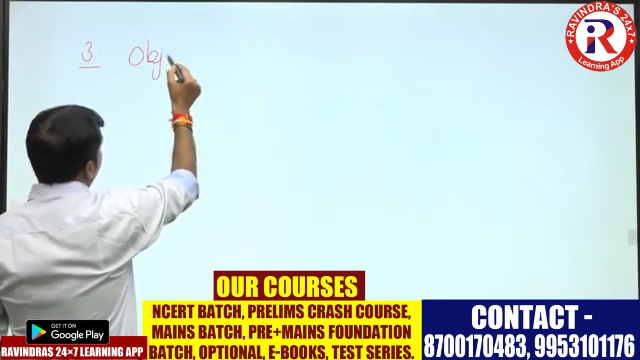 RAVINDRA'S 24x7
Learning App
3 Obj
OUR COURSES
NCERT BATCH, PRELIMS CRASH COURSE,
MAINS BATCH, PRE+MAINS FOUNDATION
BATCH, OPTIONAL, E-BOOKS, TEST SERIES.
CONTACT -
8700170483, 9953101176
GET IT ON
Google Play
RAVINDRAS 24×7 LEARNING APP